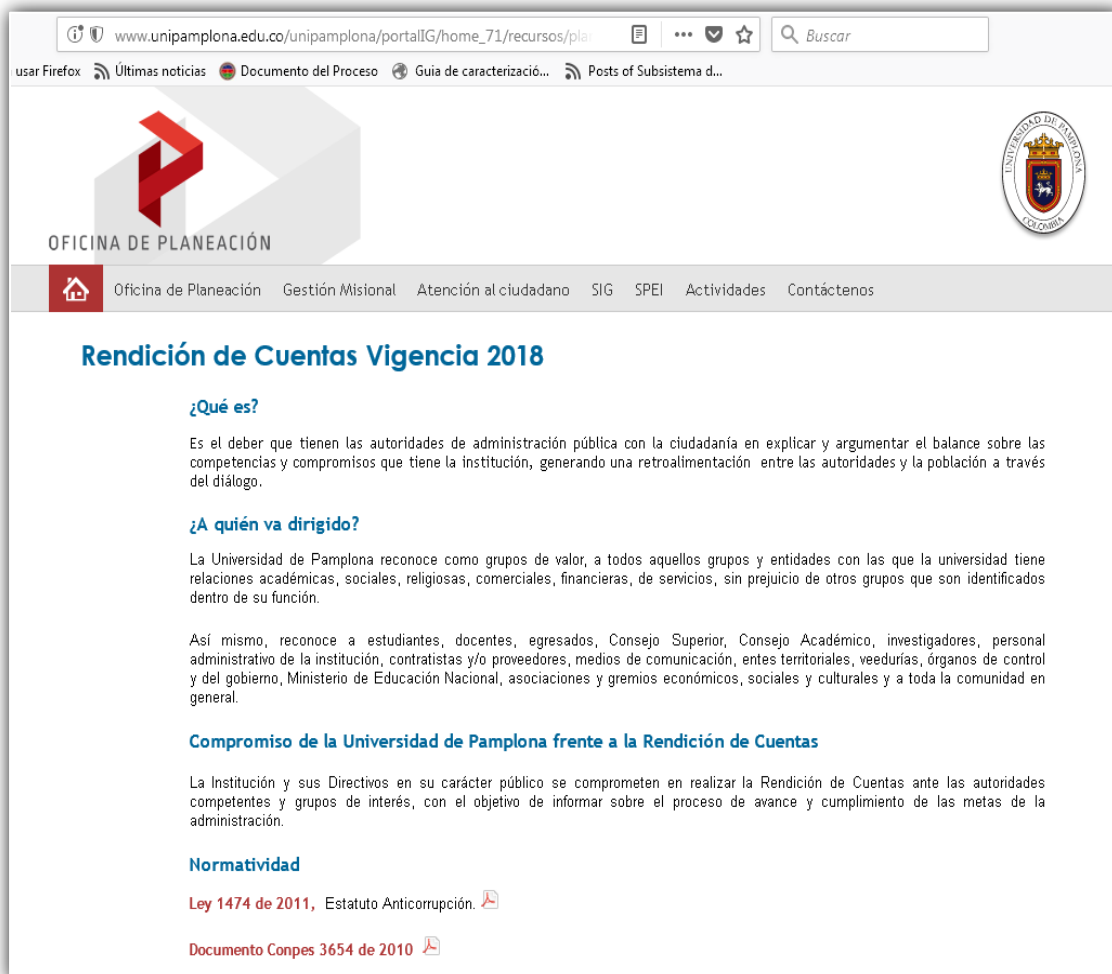 www.unipamplona.edu.co/unipamplona/portalIG/home_71/recursos/pla
Buscar
usar Firefox Últimas noticias Documento del Proceso Guia de caracterizació... Posts of Subsistema d...
UNIVERSIDAD DE PAMPLONA
COLOMBIA
OFICINA DE PLANEACIÓN
Oficina de Planeación Gestión Misional Atención al ciudadano SIG SPEI Actividades Contáctenos
Rendición de Cuentas Vigencia 2018
¿Qué es?
Es el deber que tienen las autoridades de administración pública con la ciudadanía en explicar y argumentar el balance sobre las
competencias y compromisos que tiene la institución, generando una retroalimentación entre las autoridades y la población a través
del diálogo.
¿A quién va dirigido?
La Universidad de Pamplona reconoce como grupos de valor, a todos aquellos grupos y entidades con las que la universidad tiene
relaciones académicas, sociales, religiosas, comerciales, financieras, de servicios, sin prejuicio de otros grupos que son identificados
dentro de su función.
Así mismo, reconoce a estudiantes, docentes, egresados, Consejo Superior, Consejo Académico, investigadores, personal
administrativo de la institución, contratistas y/o proveedores, medios de comunicación, entes territoriales, veedurías, órganos de control
y del gobierno, Ministerio de Educación Nacional, asociaciones y gremios económicos, sociales y culturales y a toda la comunidad en
general.
Compromiso de la Universidad de Pamplona frente a la Rendición de Cuentas
La Institución y sus Directivos en su carácter público se comprometen en realizar la Rendición de Cuentas ante las autoridades
competentes y grupos de interés, con el objetivo de informar sobre el proceso de avance y cumplimiento de las metas de la
administración.
Normatividad
Ley 1474 de 2011, Estatuto Anticorrupción.
Documento Conpes 3654 de 2010